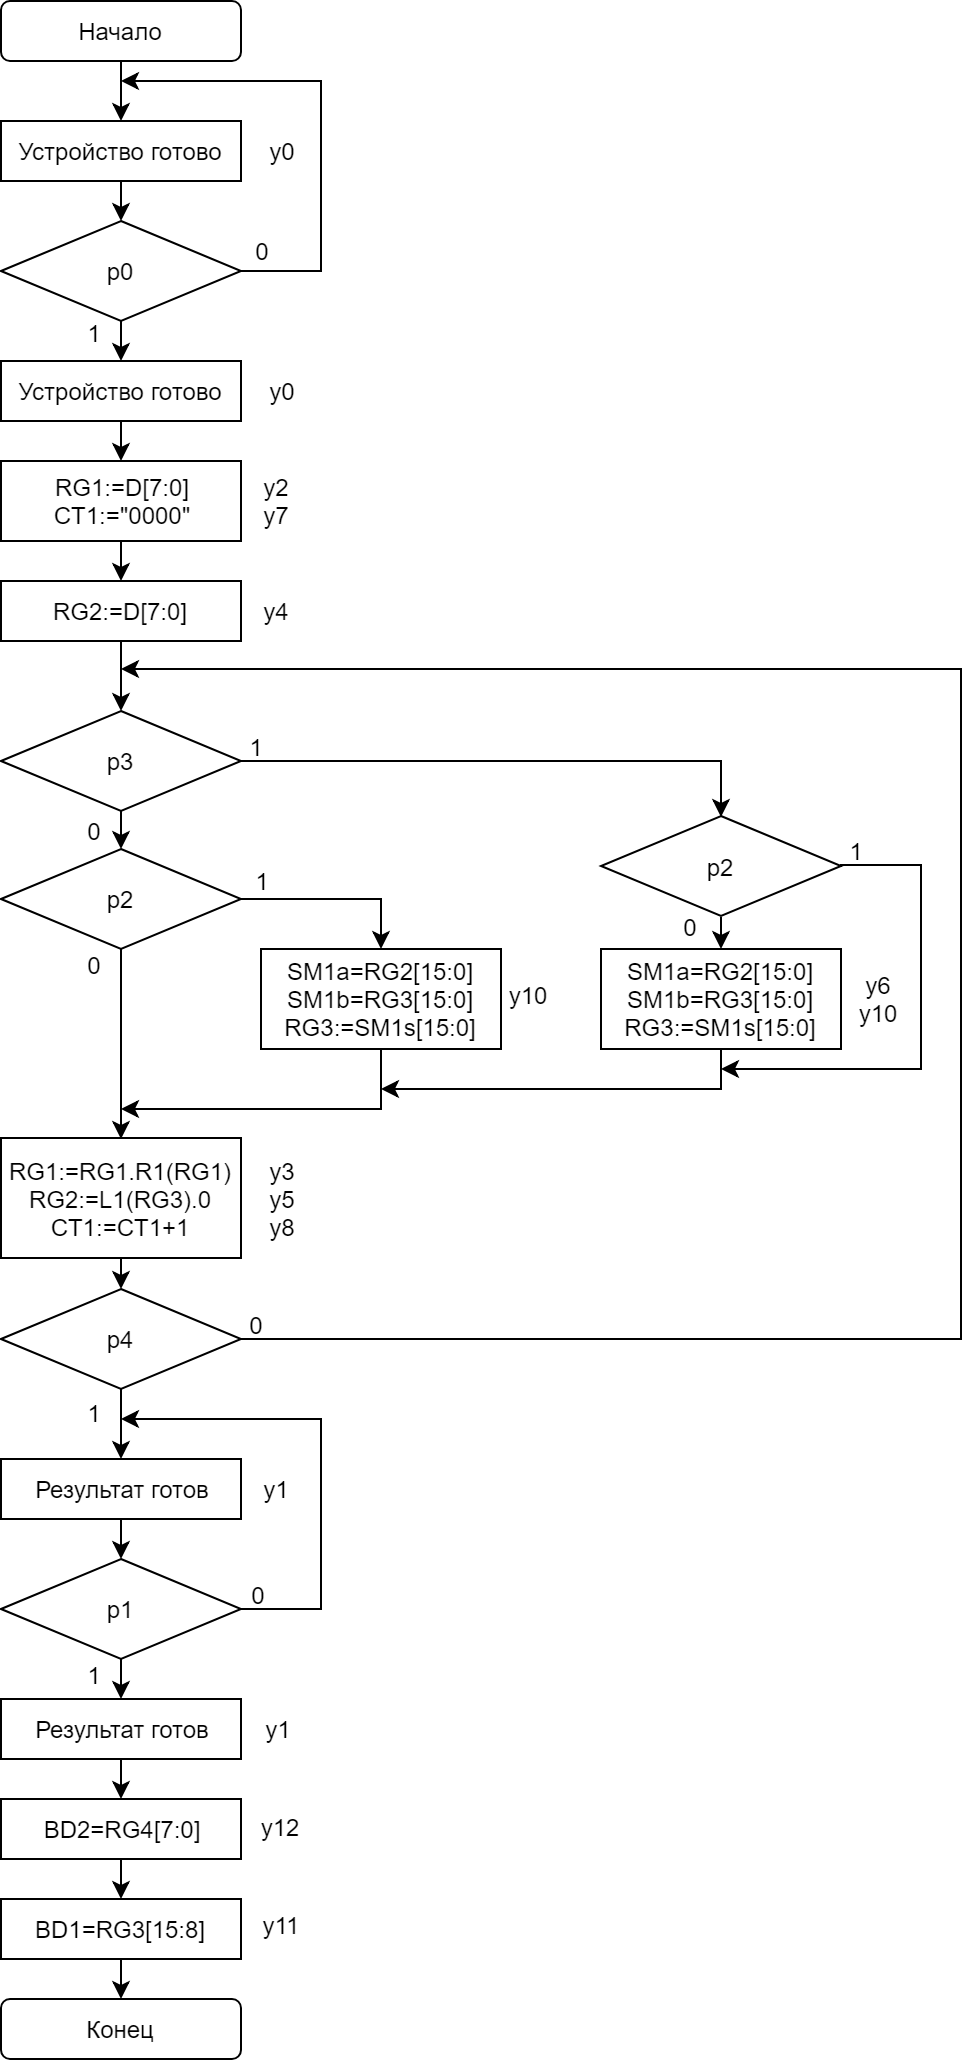 Начало
Устройство готово
y0
p0
0
1
Устройство готово
y0
RG1:=D[7:0]
CT1:="0000"
y2
y7
RG2:=D[7:0]
y4
p3
1
0
p2
1
0
p2
1
0
SM1a=RG2[15:0]
SM1b=RG3[15:0]
RG3:=SM1s[15:0]
y10
SM1a=RG2[15:0]
SM1b=RG3[15:0]
RG3:=SM1s[15:0]
y6
y10
RG1:=RG1.R1(RG1)
RG2:=L1(RG3).0
CT1:=CT1+1
y3
y5
y8
p4
0
1
Результат готов
y1
p1
0
1
Результат готов
y1
BD2=RG4[7:0]
y12
BD1=RG3[15:8]
y11
Конец